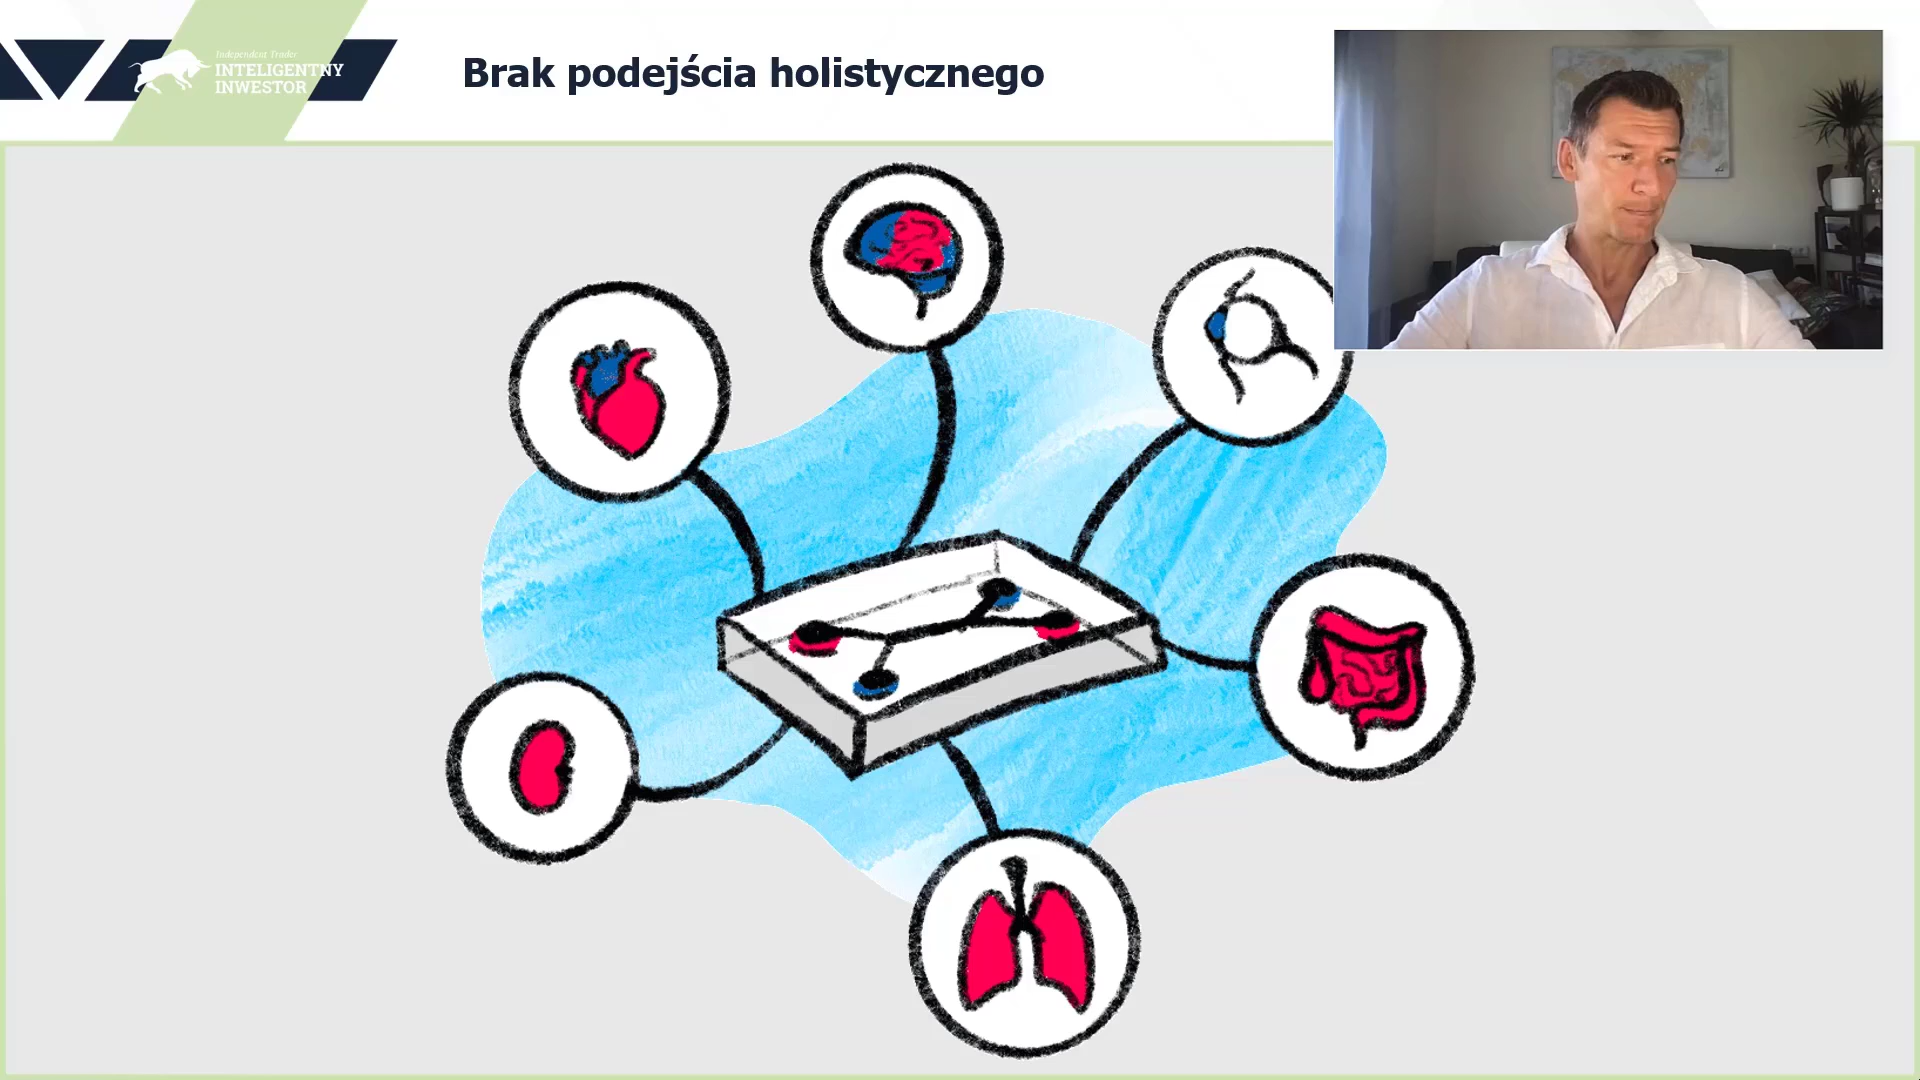 Independent Trader
INTELIGENTNY
INWESTOR
Brak podejścia holistycznego